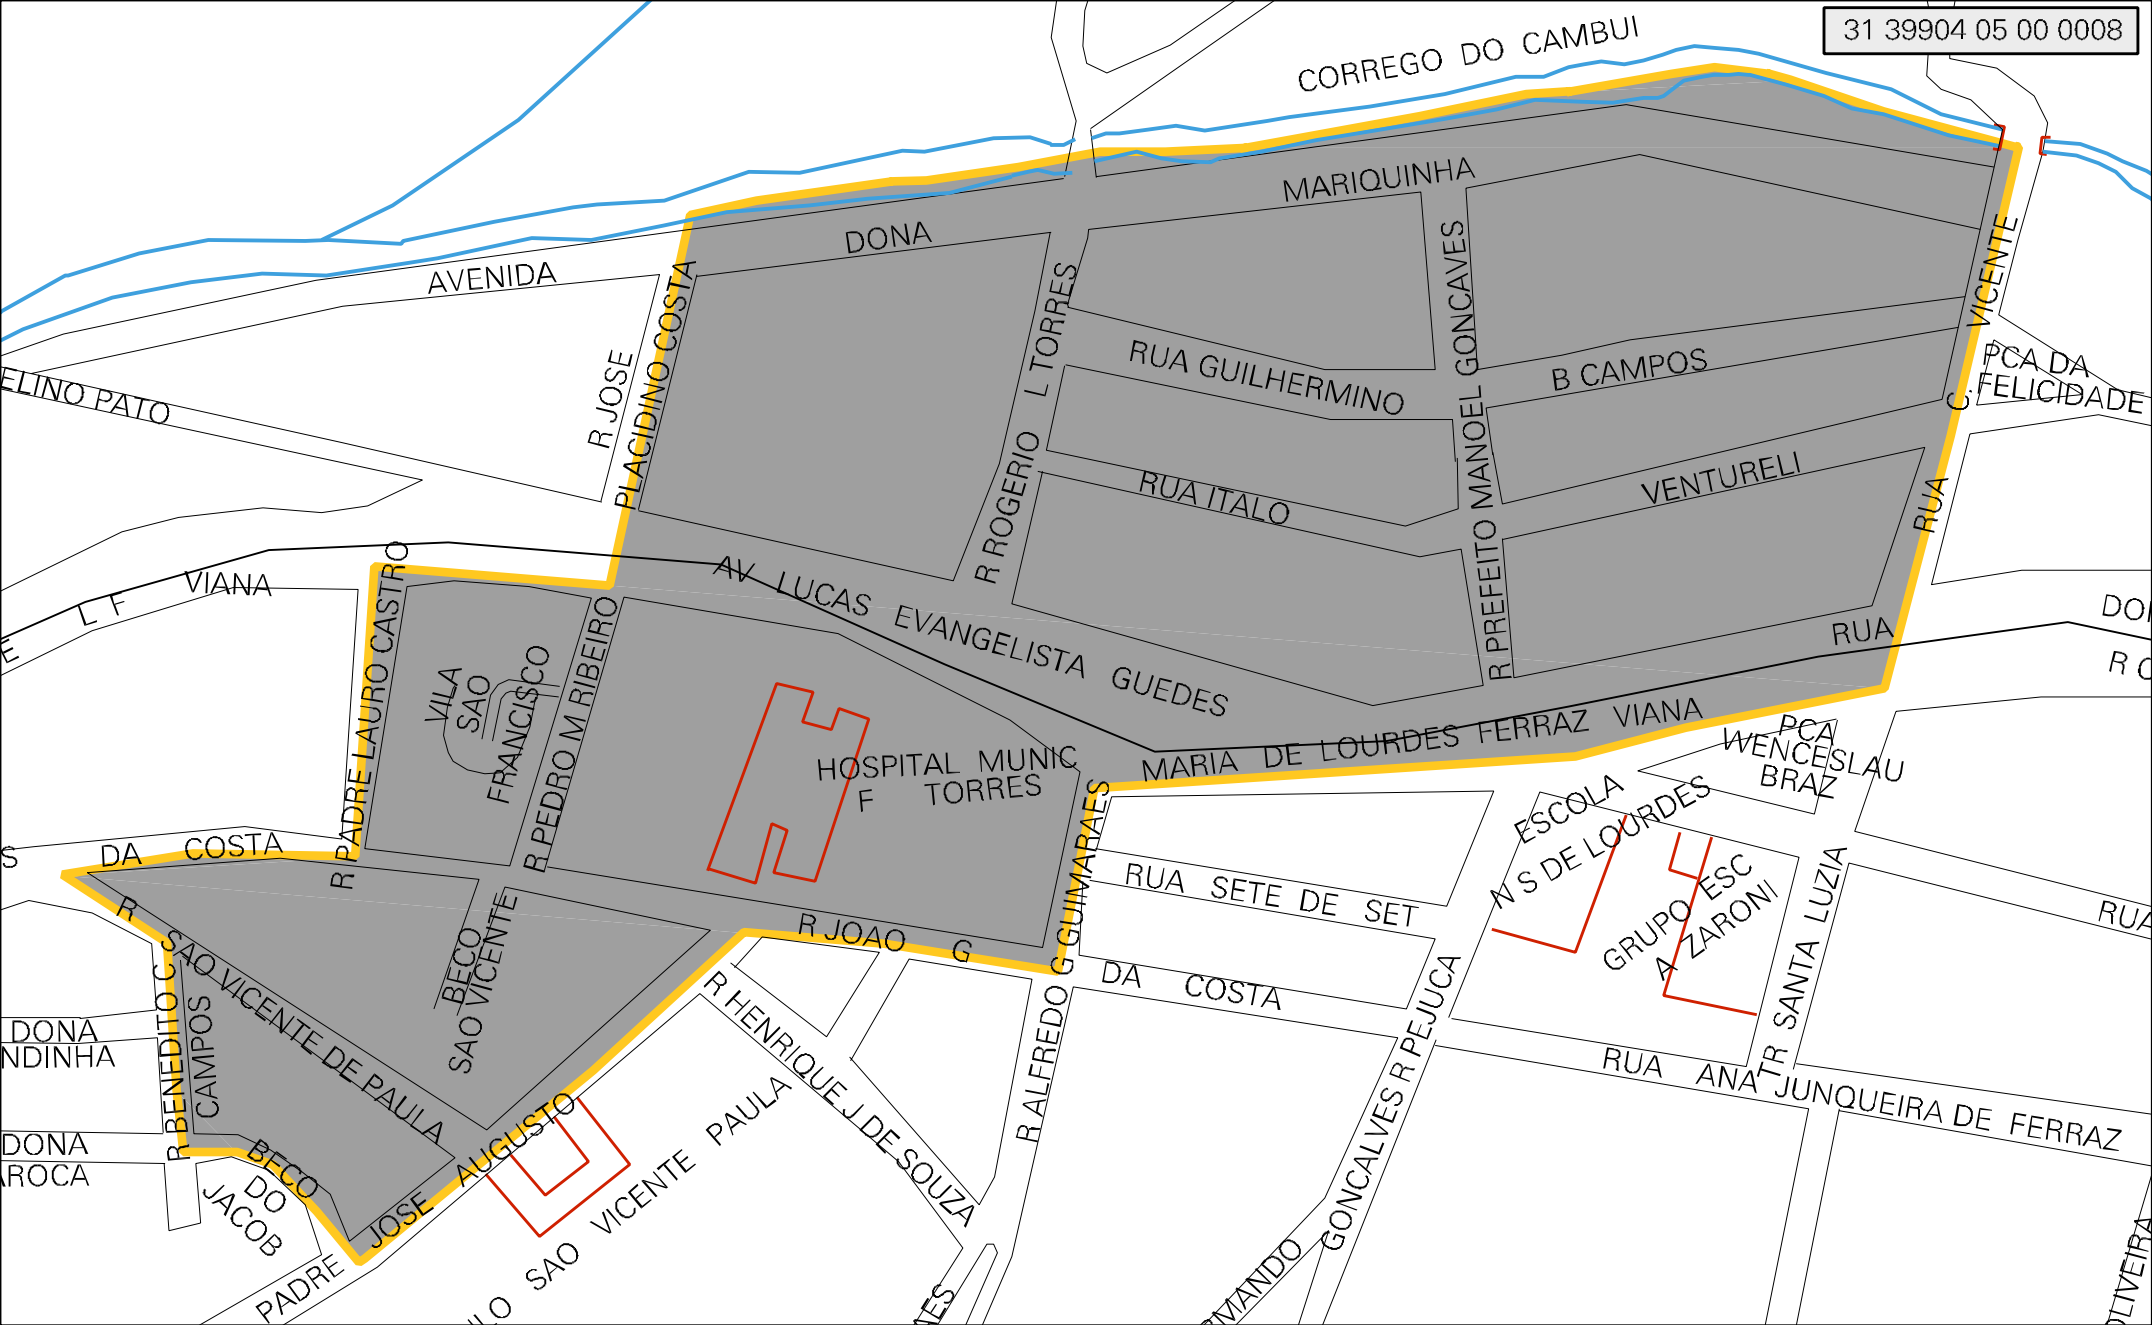 31 39904 05 00 0008
CORREGO DO CAMBUI
MARIQUINHA
DONA
AVENIDA
R JOSE
PLACIDINO COSTA
ELINO PATO
R ROGERIO L TORRES
RUA GUILHERMINO
B CAMPOS
R PREFEITO MANOEL GONCAVES
RUA ITALO
VENTURELI
RUA C. VICENTE
PCA DA
FELICIDADE
L F VIANA
E
R PADRE LAURO CASTRO
VILA
SAO
FRANCISCO
R PEDRO M RIBEIRO
AV LUCAS EVANGELISTA GUEDES
HOSPITAL MUNIC
F TORRES
RUA
MARIA DE LOURDES FERRAZ VIANA
DO
R C
PCA
WENCESLAU
BRAZ
ESCOLA
N S DE LOURDES
GRUPO ESC
A ZARONI
TR SANTA LUZIA
RUA
S DA COSTA
R SAO VICENTE DE PAULA
BECO
SAO VICENTE
R JOAO G
DA COSTA
RUA SETE DE SET
R ALFREDO G GUIMARAES
R BENEDITO C
CAMPOS
DONA
NDINHA
DONA
AROCA
BECO
DO
JACOB
PADRE JOSE AUGUSTO
R HENRIQUE J DE SOUZA
ILO SAO VICENTE PAULA
GONCALVES R PEJUCA
RUA ANA JUNQUEIRA DE FERRAZ
RMANDO
AES
OLIVEIRA